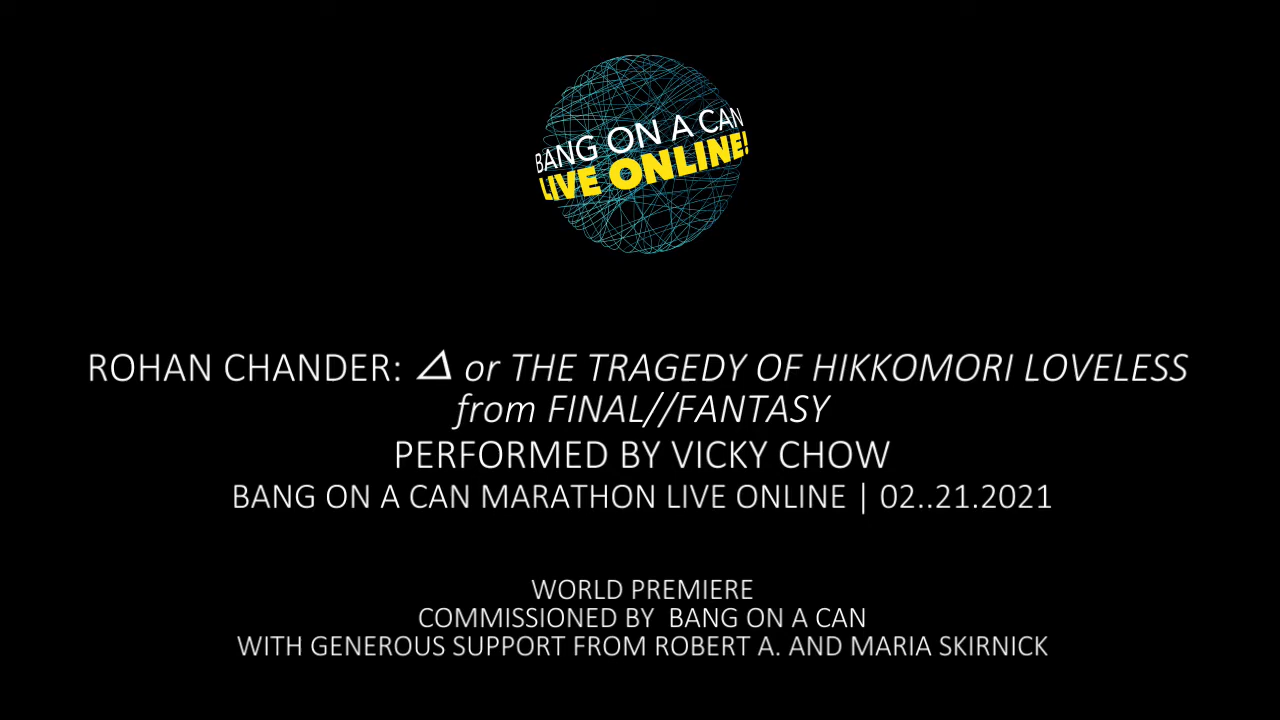 BANG ON A CAN
LIVE ONLINE!
ROHAN CHANDER: △ or THE TRAGEDY OF HIKKOMORI LOVELESS
from FINAL//FANTASY
PERFORMED BY VICKY CHOW
BANG ON A CAN MARATHON LIVE ONLINE | 02..21.2021
WORLD PREMIERE
COMMISSIONED BY  BANG ON A CAN
WITH GENEROUS SUPPORT FROM ROBERT A. AND MARIA SKIRNICK